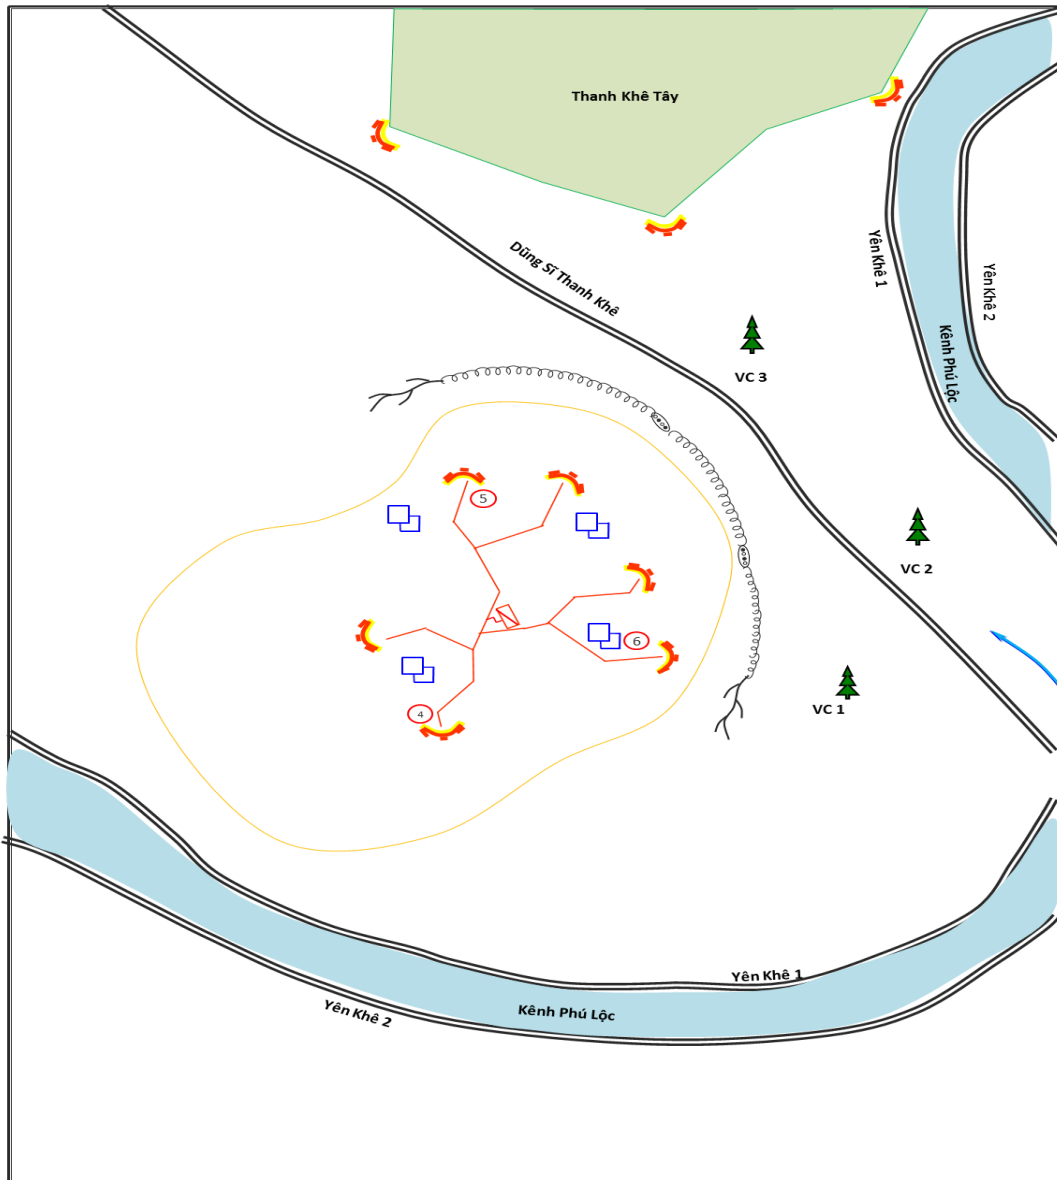 Thanh Khê Tây
Dũng Sĩ Thanh Khê
Yên Khê 1
Yên Khê 2
Kênh Phú Lộc
VC 3
5
VC 2
6
VC 1
4
Yên Khê 1
Yên Khê 2
Kênh Phú Lộc